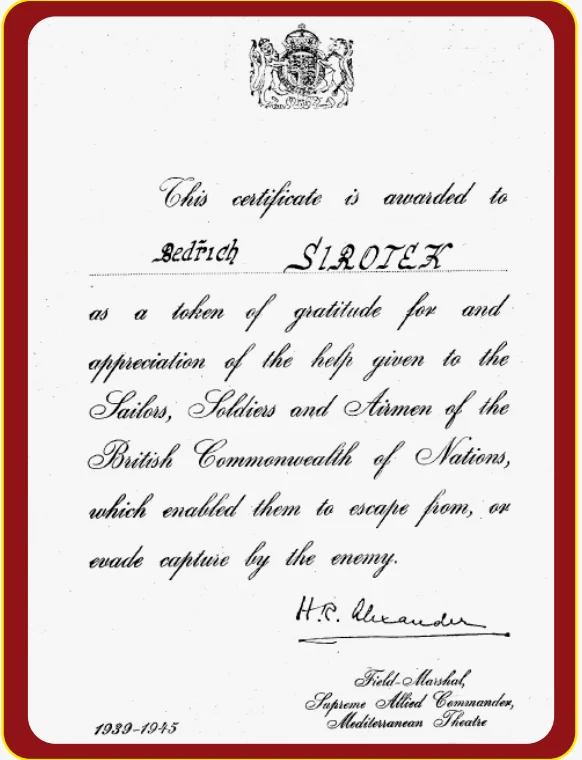 This certificate is awarded to
Bedřich SIROTEK
as a token of gratitude for and
appreciation of the help given to the
Sailors, Soldiers and Airmen of the
British Commonwealth of Nations,
which enabled them to escape from, or
evade capture by the enemy.
H.R. Alexander
Field-Marshal,
Supreme Allied Commander,
Mediterranean Theatre
1939-1945